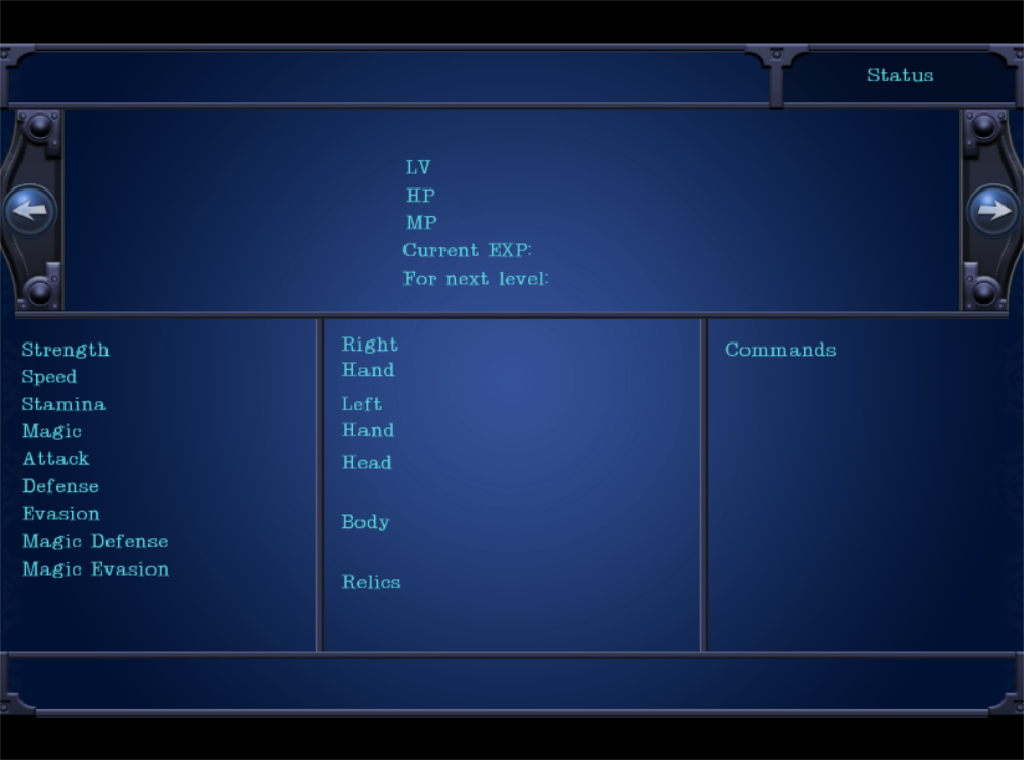 Status
LV
HP
MP
Current EXP:
For next level:
Strength
Speed
Stamina
Magic
Attack
Defense
Evasion
Magic Defense
Magic Evasion
Right
Hand
Left
Hand
Head
Body
Relics
Commands